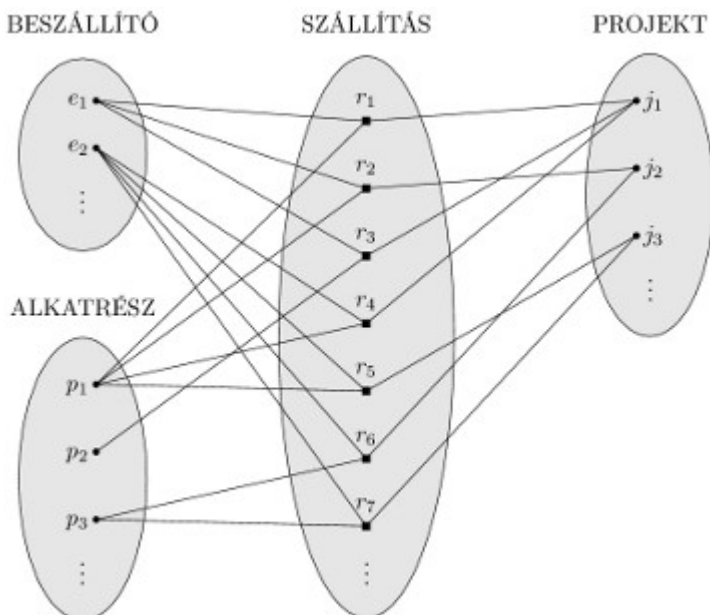 BESZÁLLÍTÓ SZÁLLÍTÁS PROJEKT
e1
e2
⋮
ALKATRÉSZ
p1
p2
p3
⋮
r1
r2
r3
r4
r5
r6
r7
⋮
j1
j2
j3
⋮